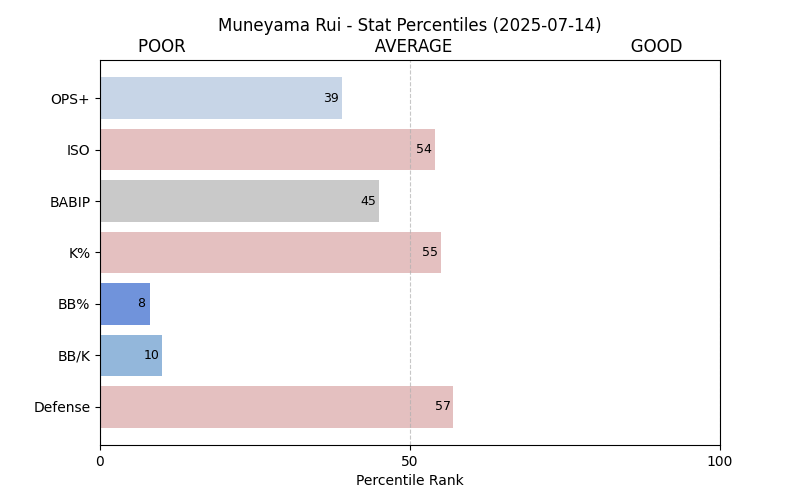 Muneyama Rui - Stat Percentiles (2025-07-14)
POOR AVERAGE GOOD
OPS+ 39
ISO 54
BABIP 45
K% 55
BB% 8
BB/K 10
Defense 57
0 50 100
Percentile Rank